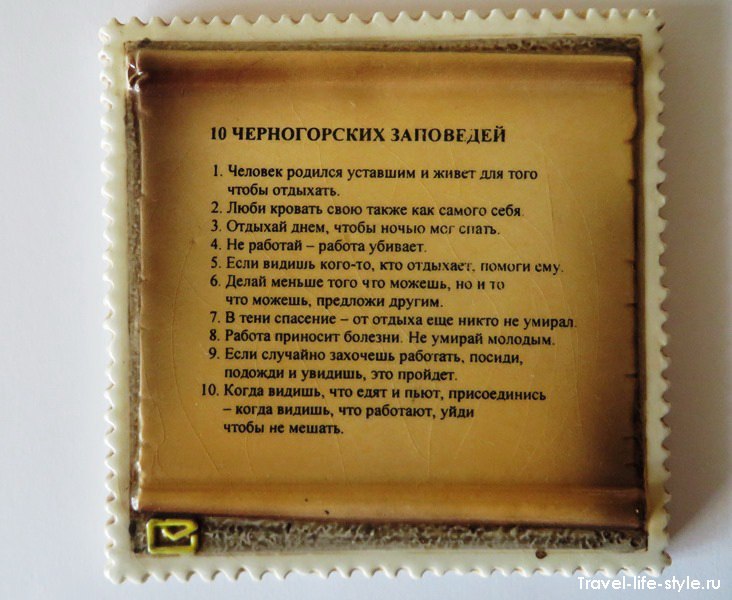 10 ЧЕРНОГОРСКИХ ЗАПОВЕДЕЙ
1. Человек родился уставшим и живет для того
чтобы отдыхать.
2. Люби кровать свою также как самого себя.
3. Отдыхай днем, чтобы ночью мог спать.
4. Не работай – работа убивает.
5. Если видишь кого-то, кто отдыхает, помоги ему.
6. Делай меньше того что можешь, но и то
что можешь, предложи другим.
7. В тени спасение – от отдыха еще никто не умирал.
8. Работа приносит болезни. Не умирай молодым.
9. Если случайно захочешь работать, посиди,
подожди и увидишь, это пройдет.
10. Когда видишь, что едят и пьют, присоединись
– когда видишь, что работают, уйди
чтобы не мешать.
Travel-life-style.ru